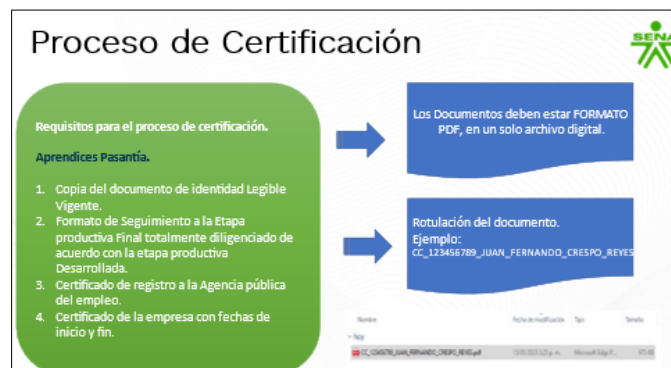 Proceso de Certificación
SENA
Requisitos para el proceso de certificación.
Aprendices Pasantía.
1. Copia del documento de identidad Legible
Vigente.
2. Formato de Seguimiento a la Etapa
productiva Final totalmente diligenciado de
acuerdo con la etapa productiva
Desarrollada.
3. Certificado de registro a la Agencia pública
del empleo.
4. Certificado de la empresa con fechas de
inicio y fin.
Los Documentos deben estar FORMATO
PDF, en un solo archivo digital.
Rotulación del documento.
Ejemplo:
CC_123456789_JUAN_FERNANDO_CRESPO_REYES
Nombre Fecha de modificación Tipo Tamaño
hoy
CC_123456789_JUAN_FERNANDO_CRESPO_REYES.pdf Microsoft Edge P...